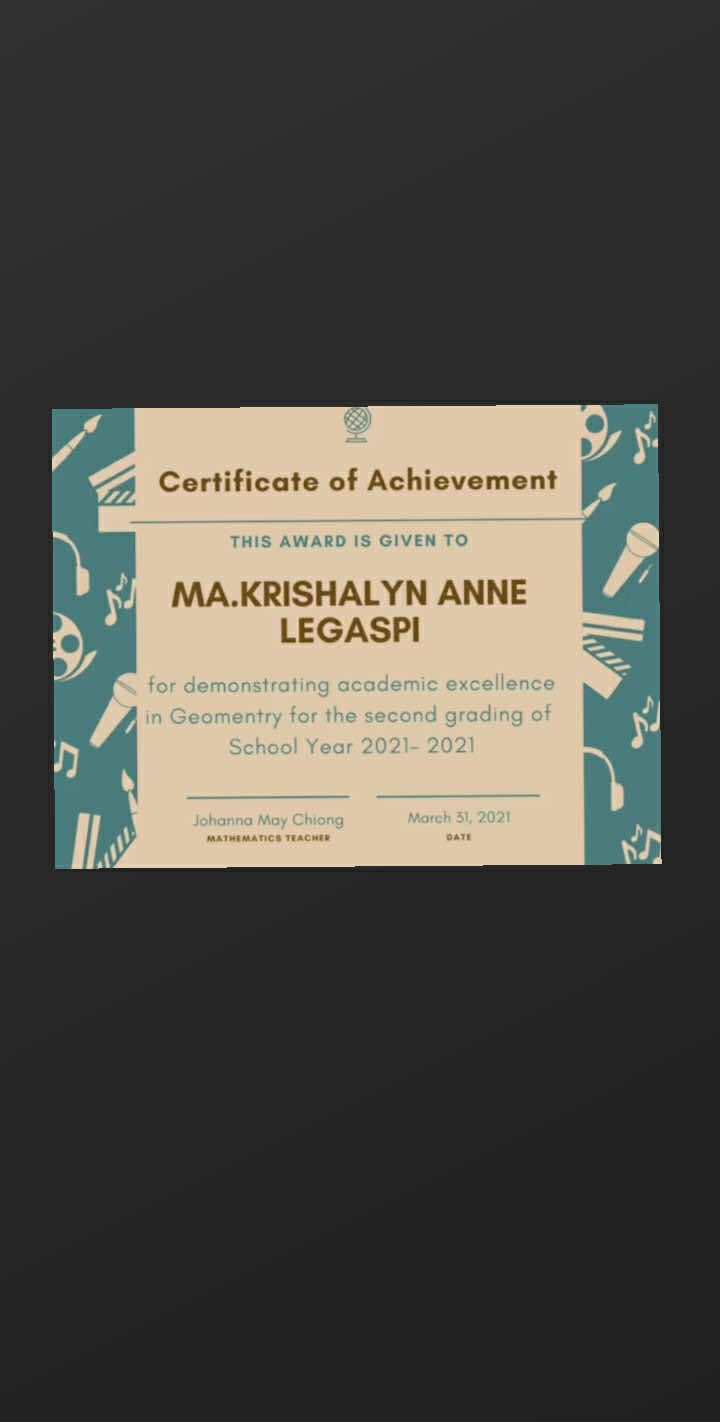 Certificate of Achievement
THIS AWARD IS GIVEN TO
MA.KRISHALYN ANNE
LEGASPI
for demonstrating academic excellence
in Geomentry for the second grading of
School Year 2021- 2021
Johanna May Chiong
MATHEMATICS TEACHER
March 31, 2021
DATE